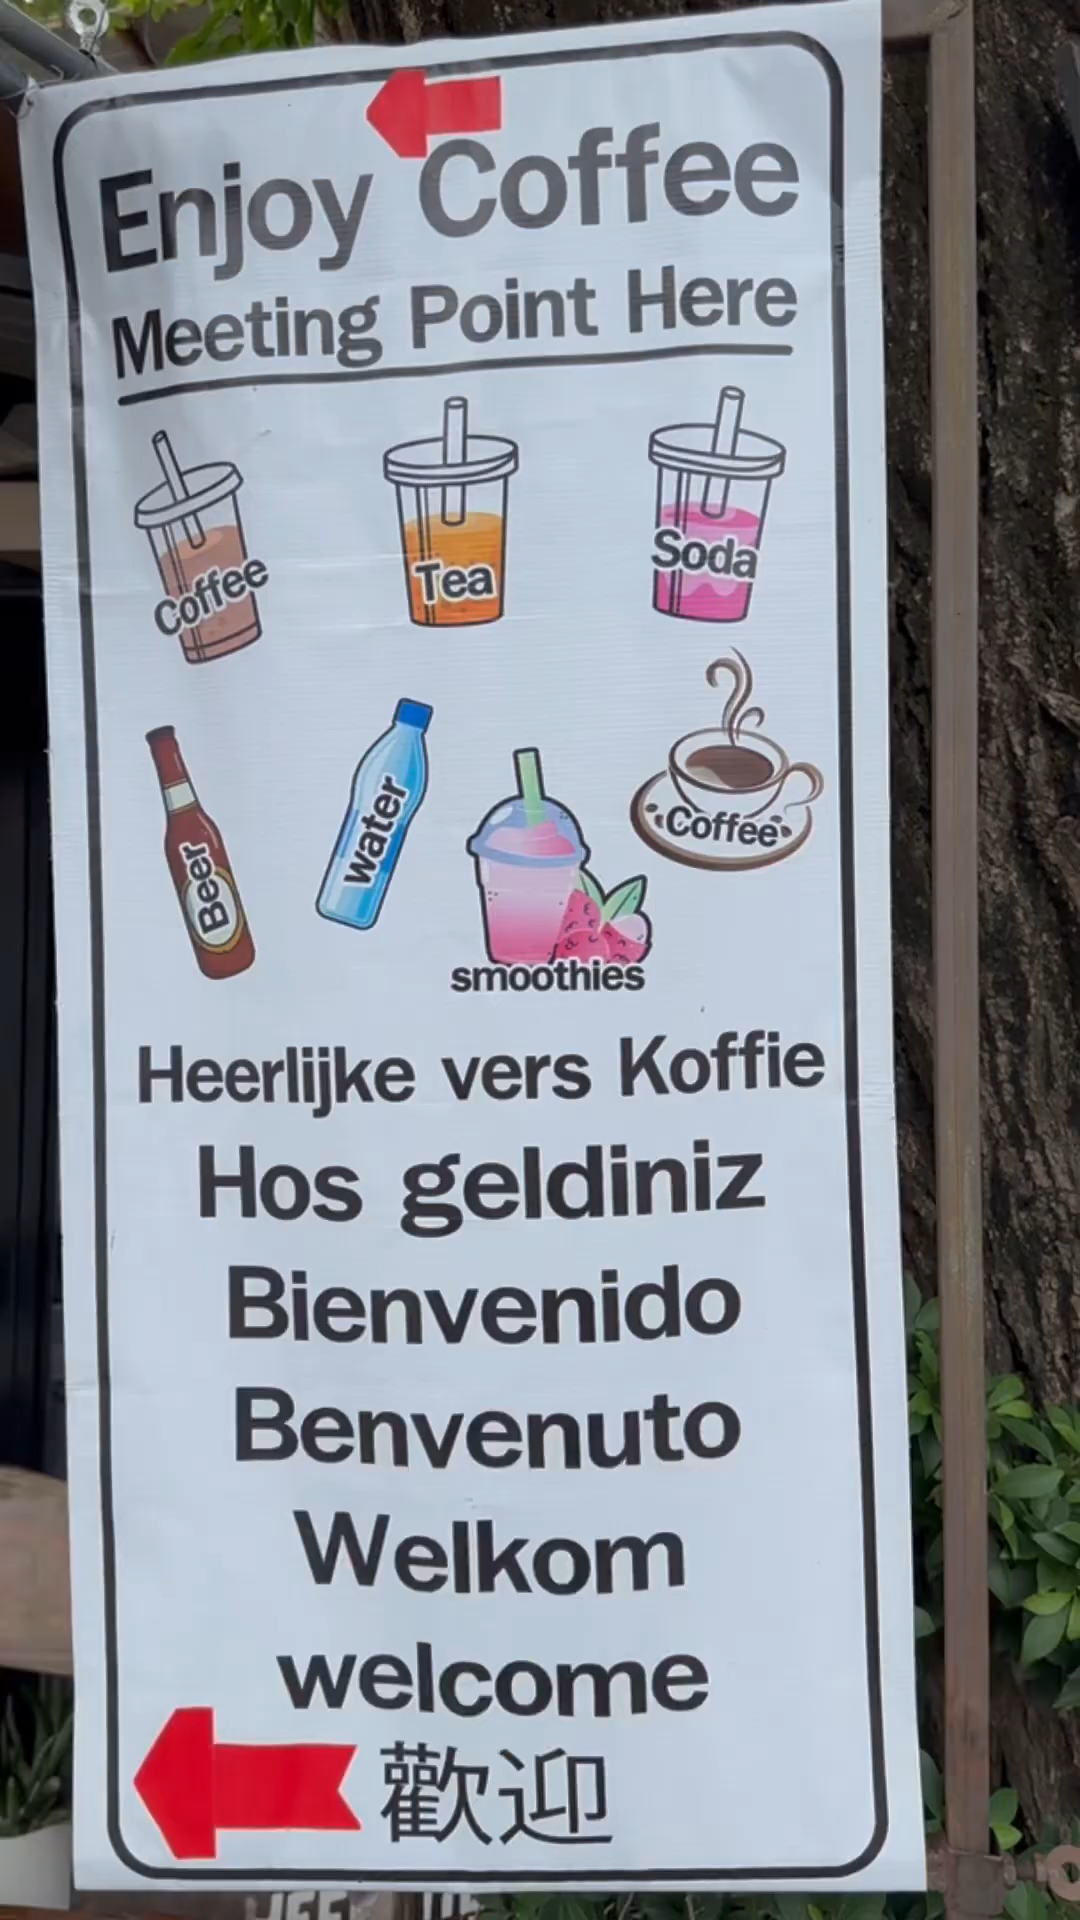 Enjoy Coffee
Meeting Point Here
Coffee
Tea
Soda
Beer
water
smoothies
Coffee
Heerlijke vers Koffie
Hos geldiniz
Bienvenido
Benvenuto
Welkom
welcome
歡迎